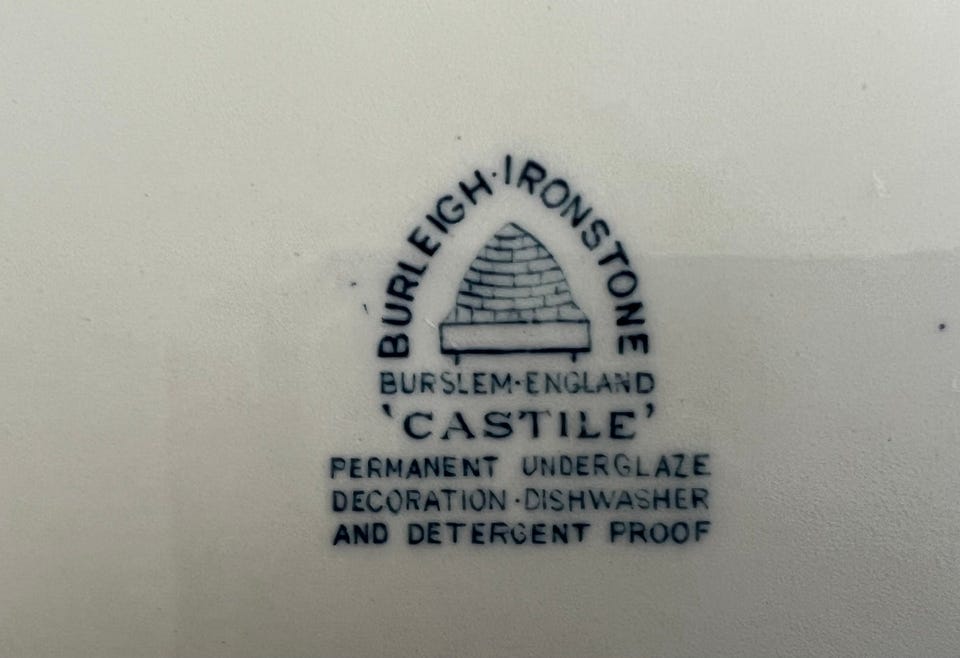 BURLEIGH·IRONSTONE
BURSLEM·ENGLAND
'CASTILE'
PERMANENT UNDERGLAZE
DECORATION·DISHWASHER
AND DETERGENT PROOF